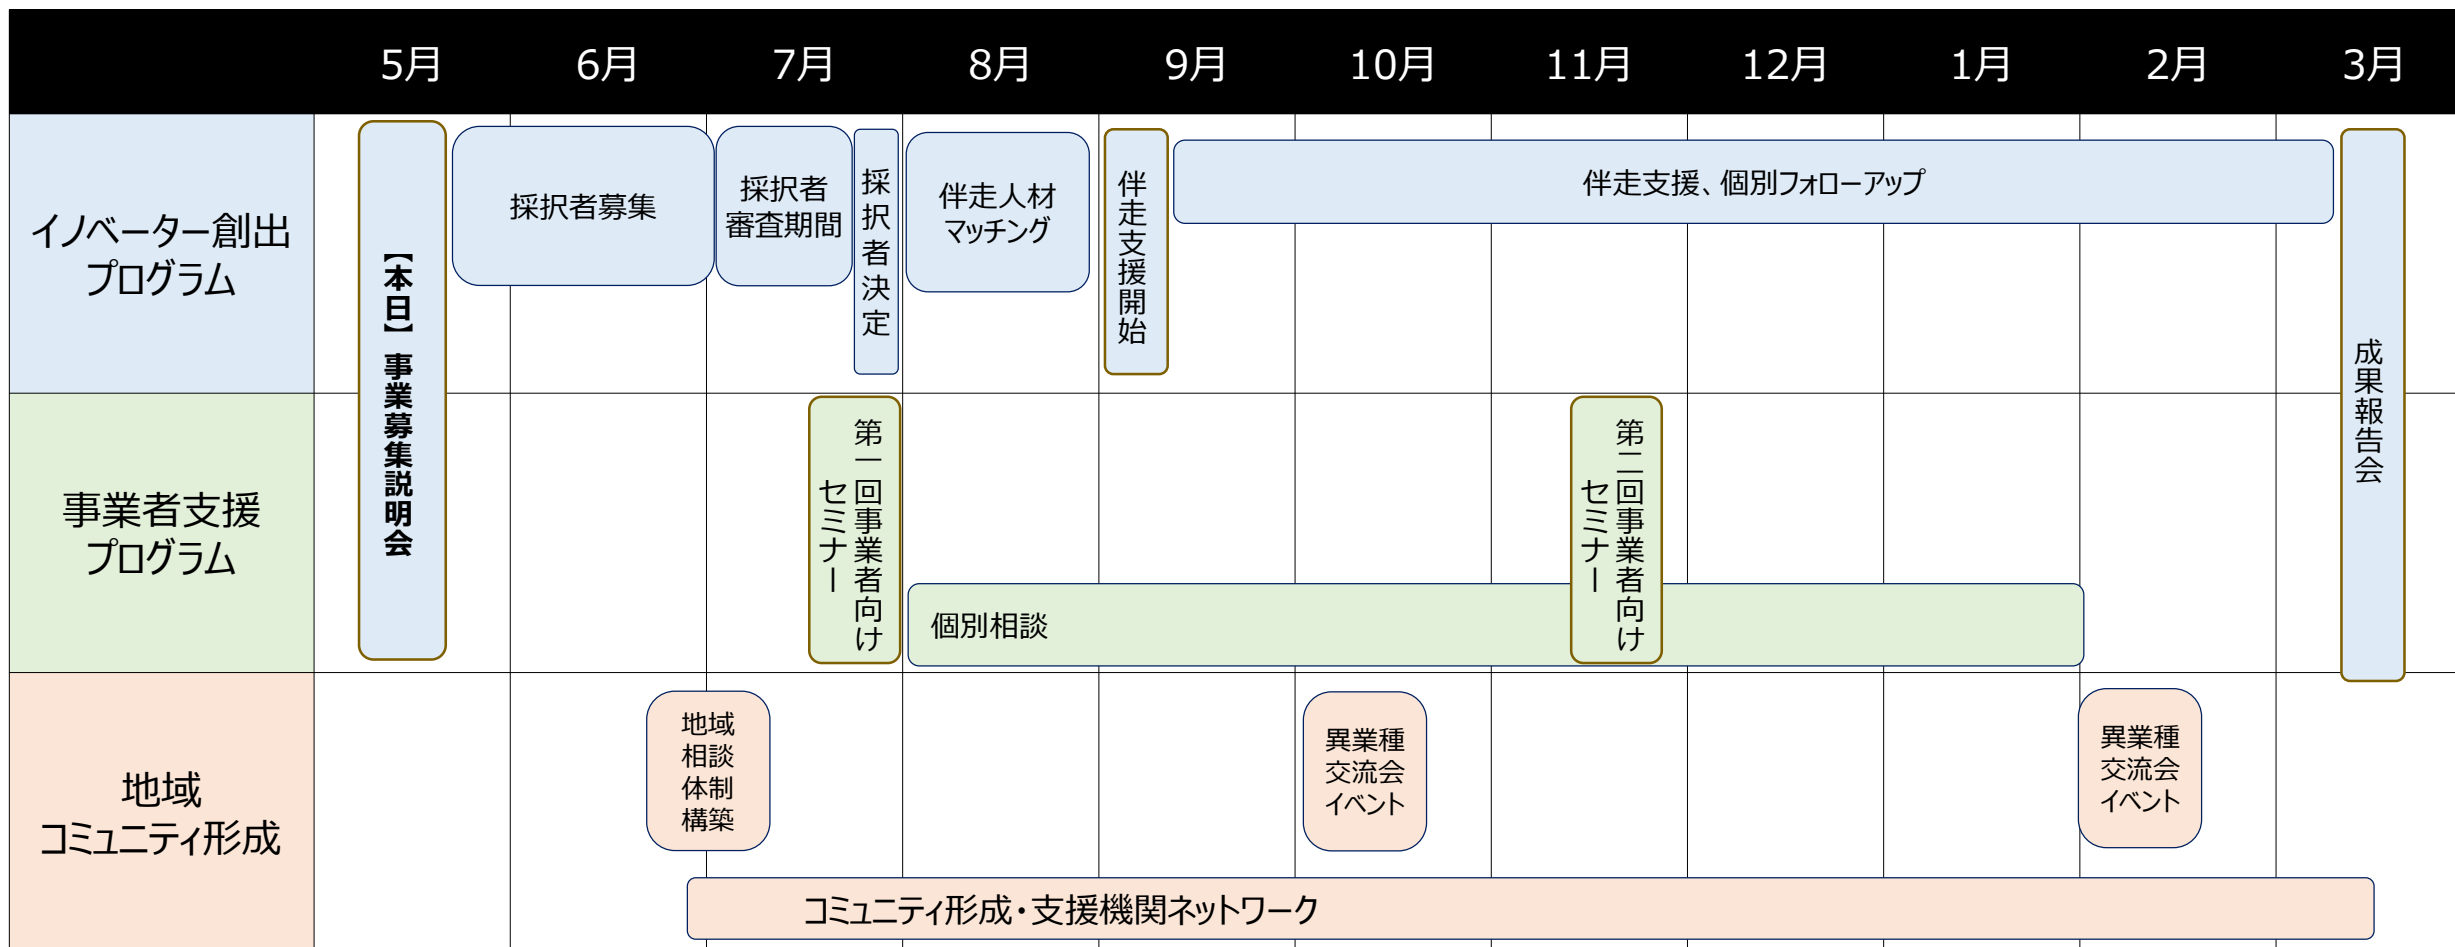 5月
6月
7月
8月
9月
10月
11月
12月
1月
2月
3月
イノベーター創出
プログラム
【本日】事業募集説明会
採択者募集
採択者
審査期間
採択者決定
伴走人材
マッチング
伴走支援開始
伴走支援、個別フォローアップ
成果報告会
事業者支援
プログラム
第一回事業者向け
セミナー
個別相談
第二回事業者向け
セミナー
地域
コミュニティ形成
地域
相談
体制
構築
異業種
交流会
イベント
異業種
交流会
イベント
コミュニティ形成・支援機関ネットワーク